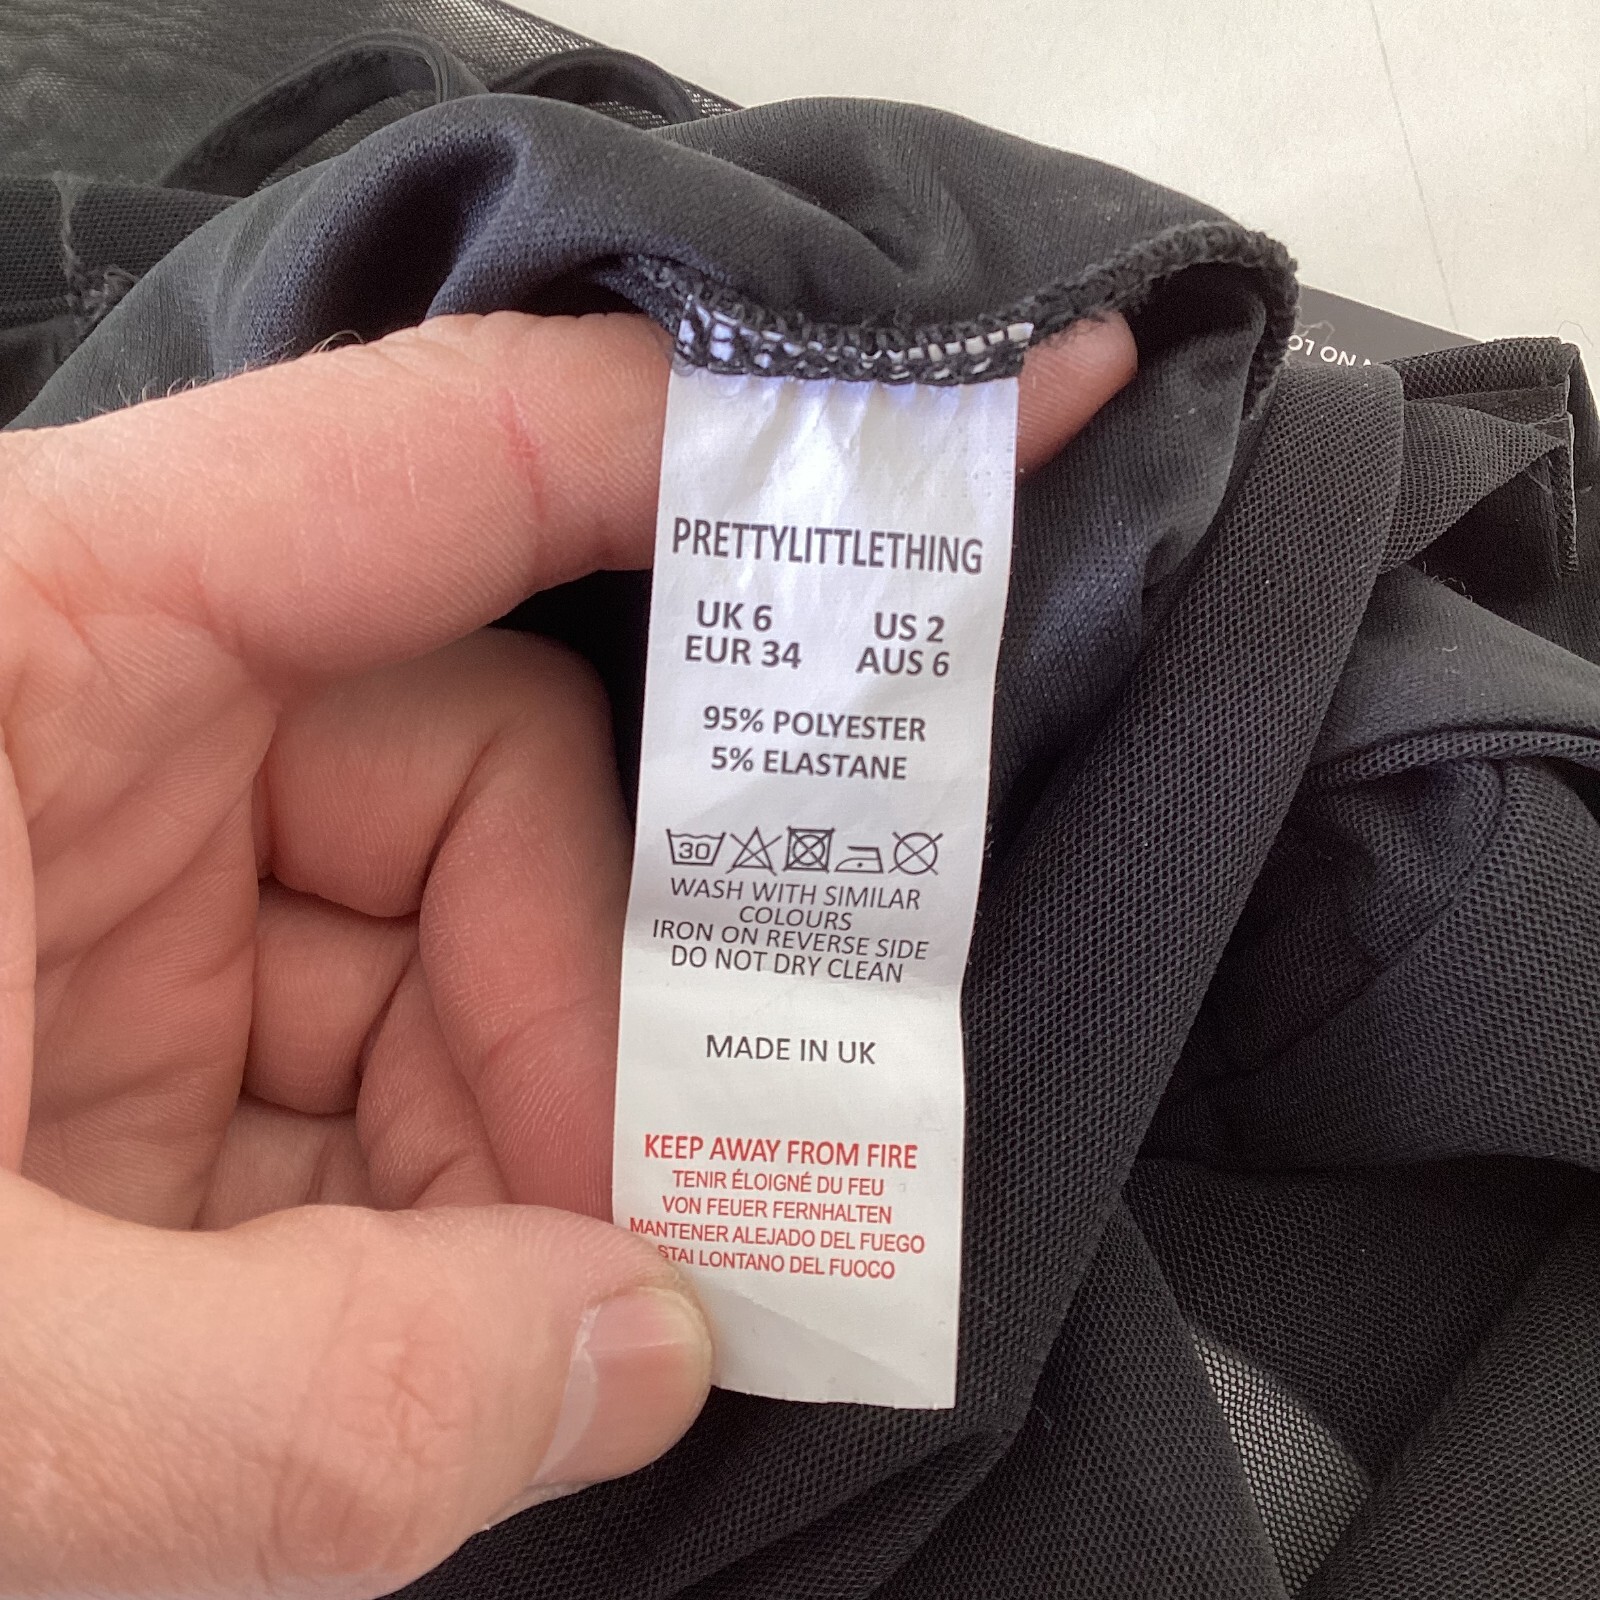 PRETTYLITTLETHING
UK 6 US 2
EUR 34 AUS 6
95% POLYESTER
5% ELASTANE
30
WASH WITH SIMILAR
COLOURS
IRON ON REVERSE SIDE
DO NOT DRY CLEAN
MADE IN UK
KEEP AWAY FROM FIRE
TENIR ÉLOIGNÉ DU FEU
VON FEUER FERNHALTEN
MANTENER ALEJADO DEL FUEGO
STAI LONTANO DEL FUOCO